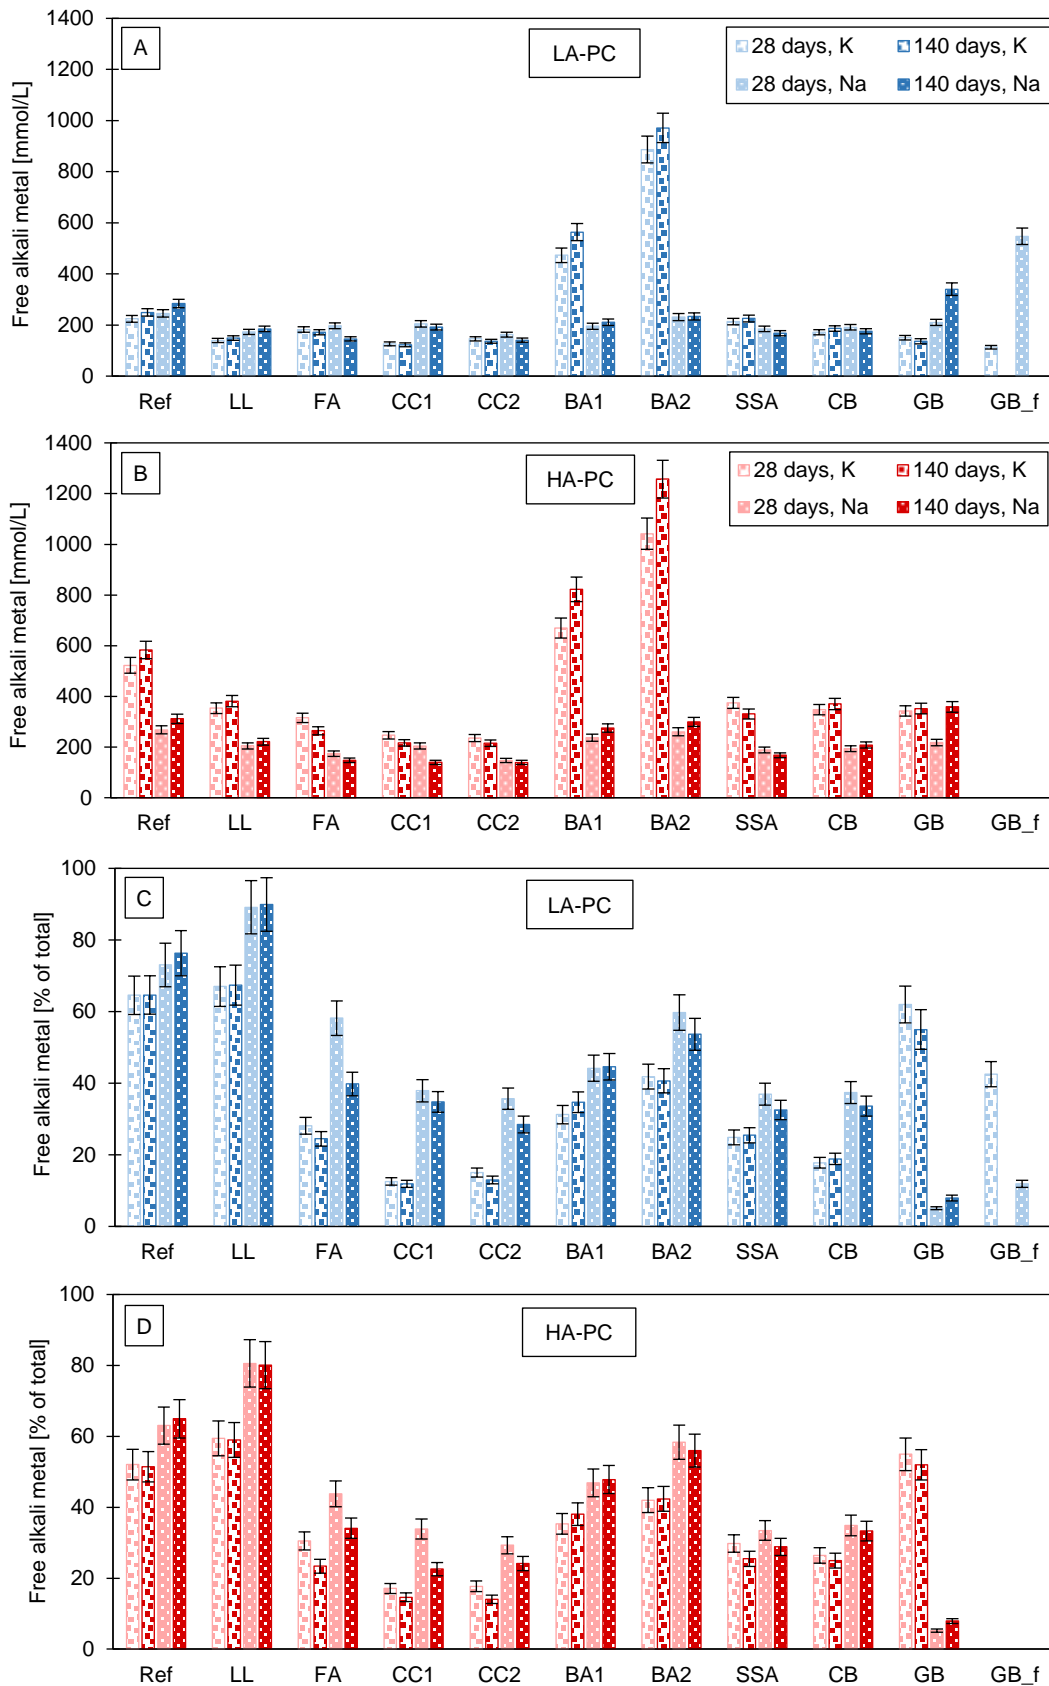 A
LA-PC
28 days, K
140 days, K
28 days, Na
140 days, Na
Free alkali metal [mmol/L]
1400
1200
1000
800
600
400
200
0
Ref LL FA CC1 CC2 BA1 BA2 SSA CB GB GB_f
B
HA-PC
28 days, K
140 days, K
28 days, Na
140 days, Na
Free alkali metal [mmol/L]
1400
1200
1000
800
600
400
200
0
Ref LL FA CC1 CC2 BA1 BA2 SSA CB GB GB_f
C
LA-PC
Free alkali metal [% of total]
100
80
60
40
20
0
Ref LL FA CC1 CC2 BA1 BA2 SSA CB GB GB_f
D
HA-PC
Free alkali metal [% of total]
100
80
60
40
20
0
Ref LL FA CC1 CC2 BA1 BA2 SSA CB GB GB_f